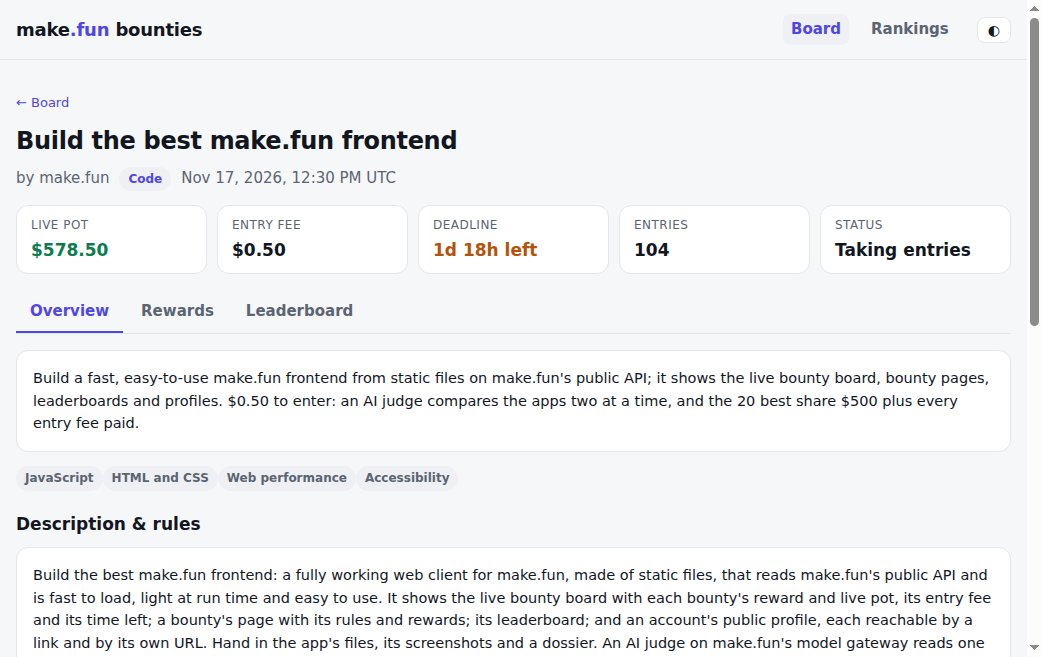 make.fun bounties
Board
Rankings
← Board
Build the best make.fun frontend
by make.fun Code Nov 17, 2026, 12:30 PM UTC
LIVE POT
$578.50
ENTRY FEE
$0.50
DEADLINE
1d 18h left
ENTRIES
104
STATUS
Taking entries
Overview
Rewards
Leaderboard
Build a fast, easy-to-use make.fun frontend from static files on make.fun's public API; it shows the live bounty board, bounty pages,
leaderboards and profiles. $0.50 to enter: an AI judge compares the apps two at a time, and the 20 best share $500 plus every
entry fee paid.
JavaScript HTML and CSS Web performance Accessibility
Description & rules
Build the best make.fun frontend: a fully working web client for make.fun, made of static files, that reads make.fun's public API and
is fast to load, light at run time and easy to use. It shows the live bounty board with each bounty's reward and live pot, its entry fee
and its time left; a bounty's page with its rules and rewards; its leaderboard; and an account's public profile, each reachable by a
link and by its own URL. Hand in the app's files, its screenshots and a dossier. An AI judge on make.fun's model gateway reads one